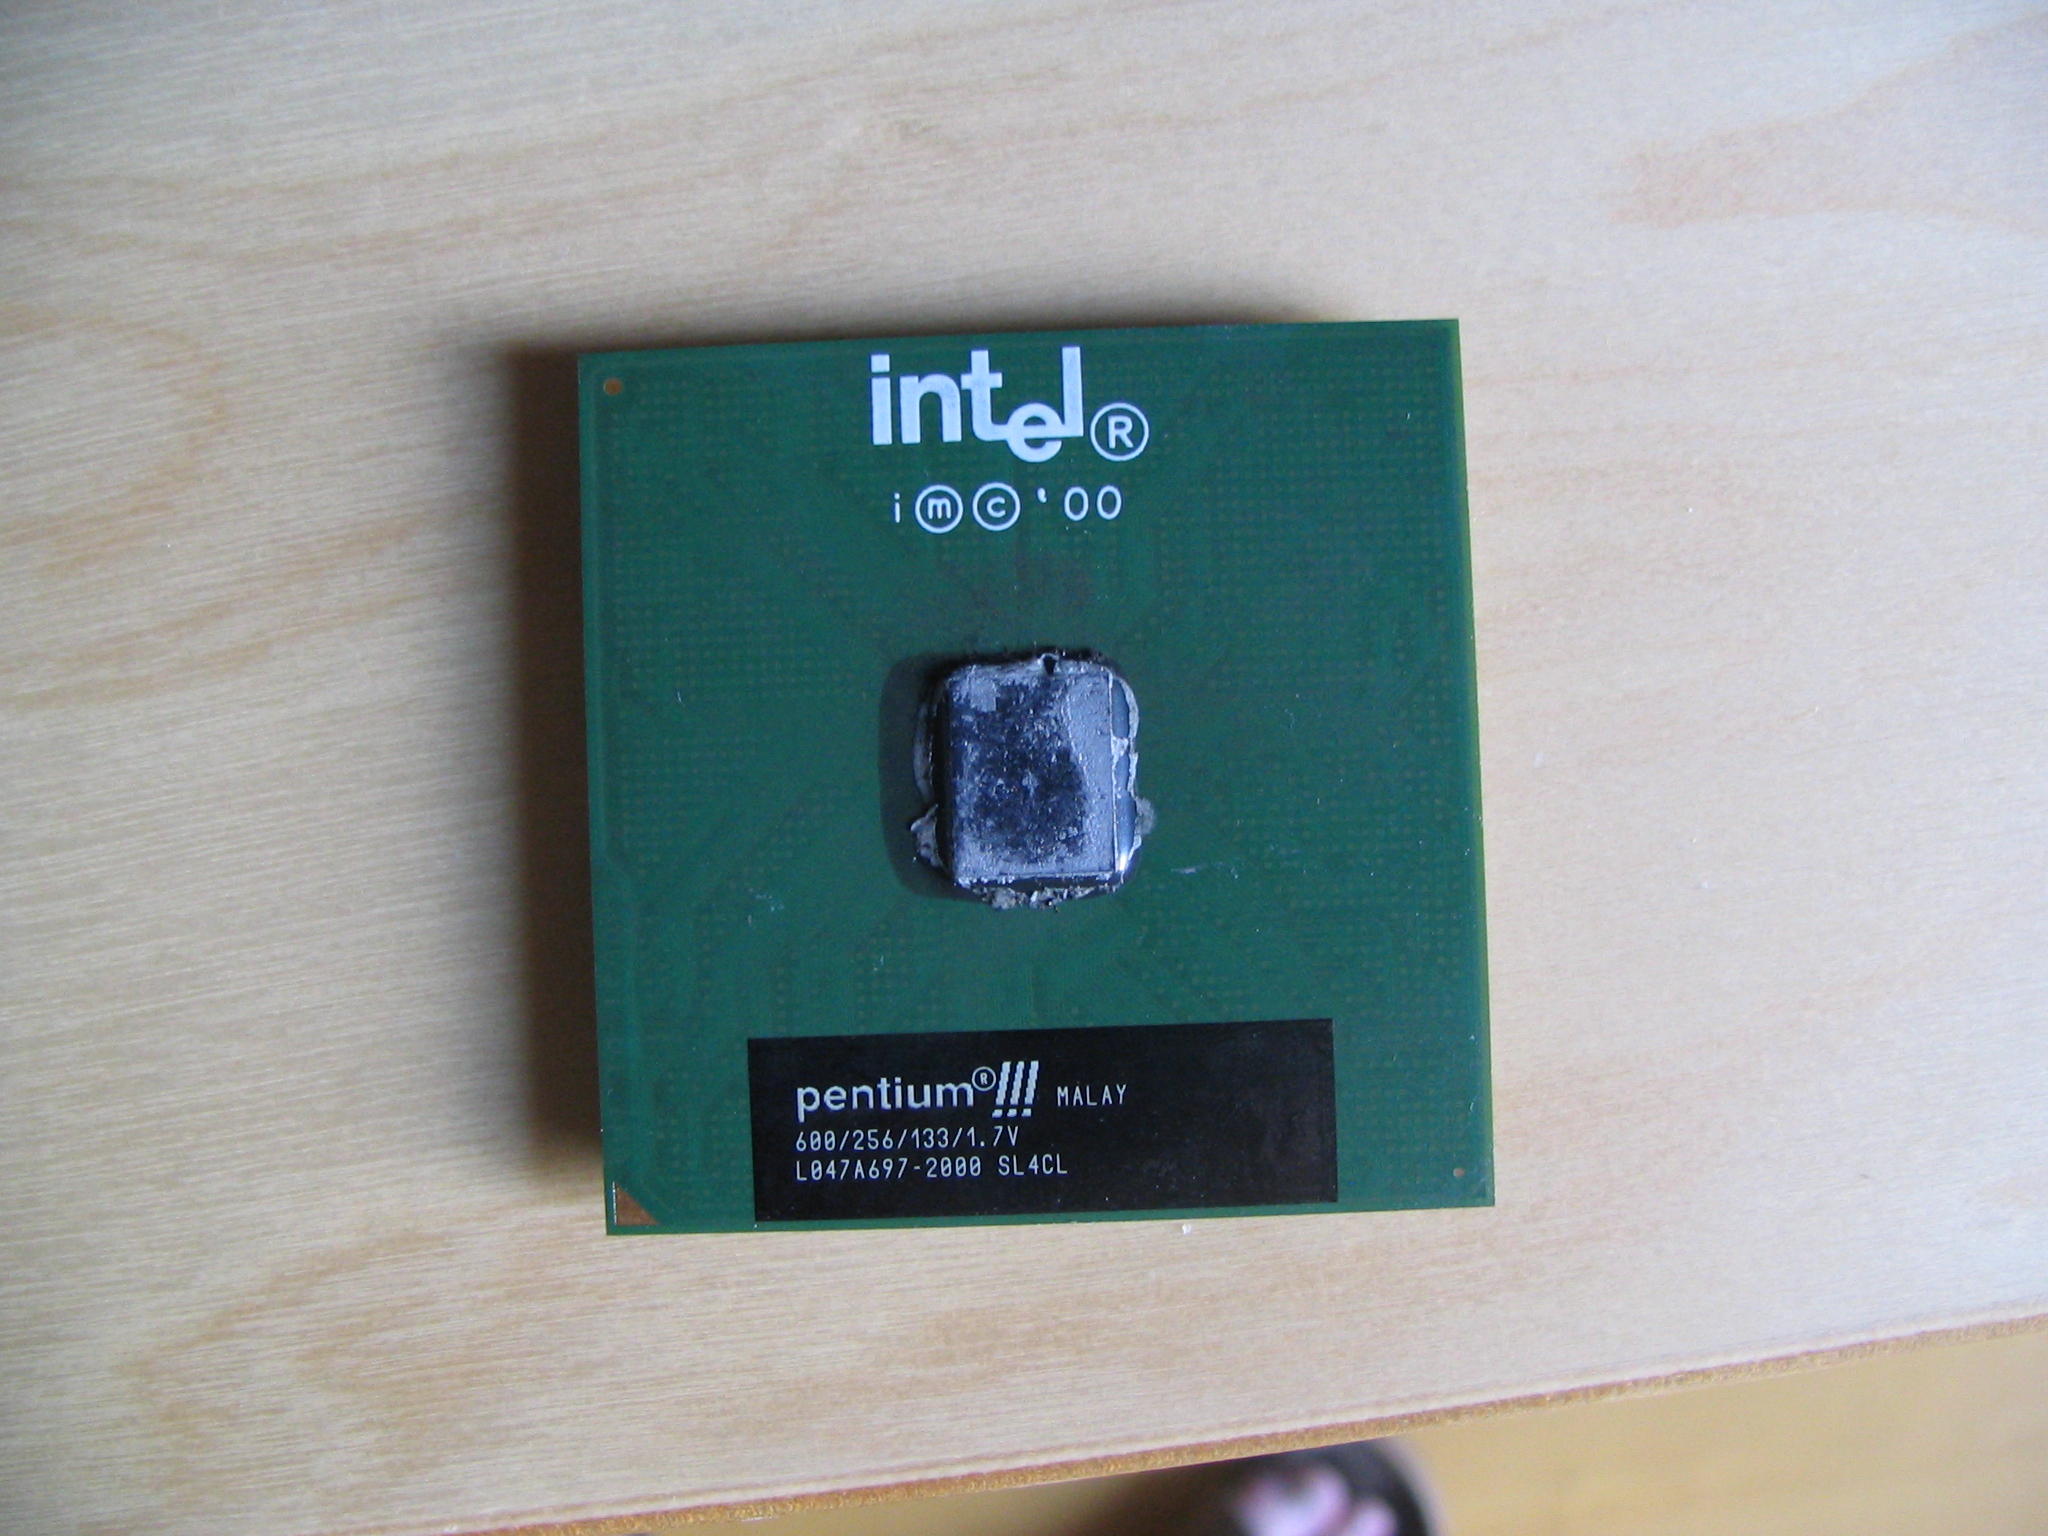 intel®
i ⓜ ⓒ '00
pentium® !!! MALAY
600/256/133/1.7V
L047A697-2000 SL4CL